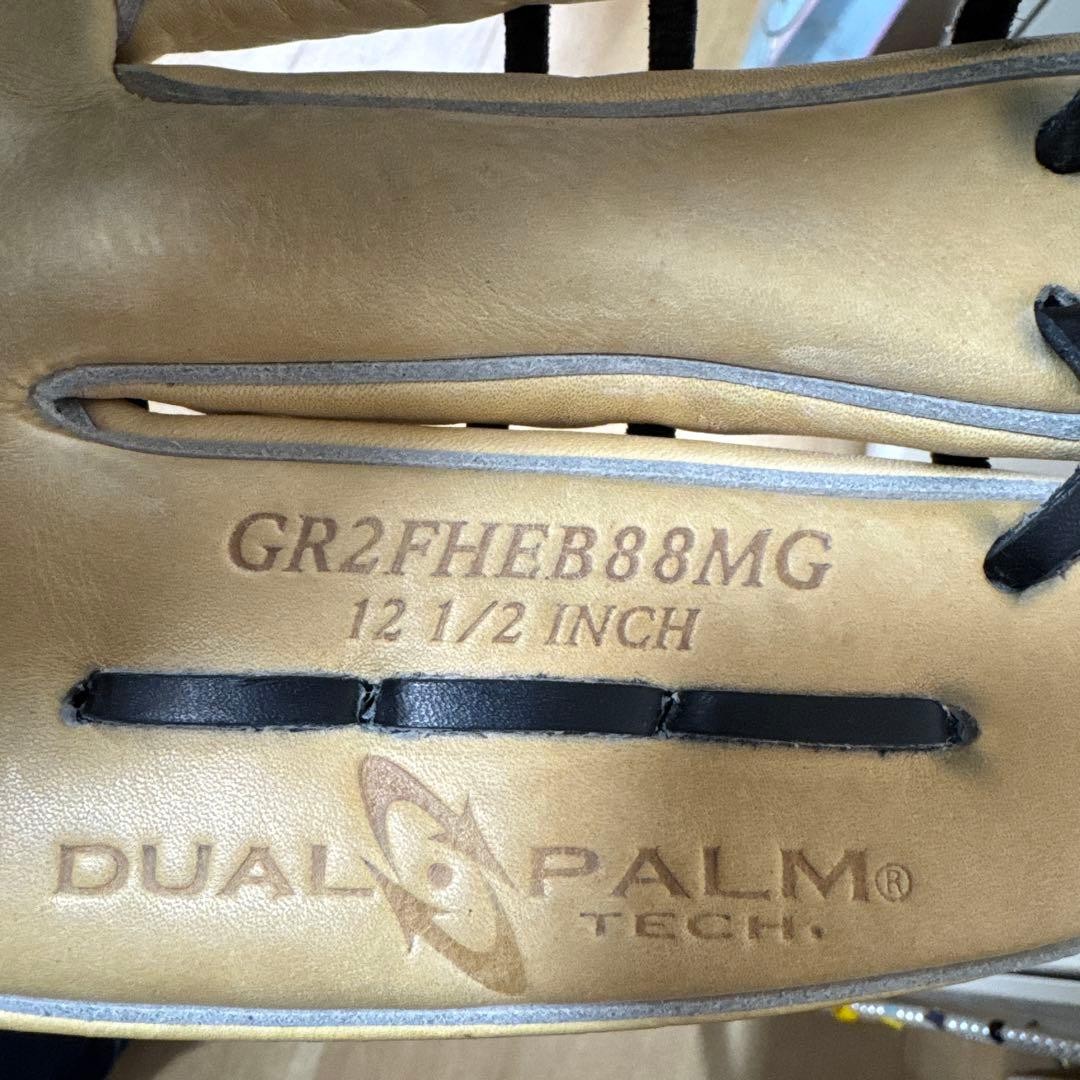 GR2FHEB88MG
12 1/2 INCH
DUAL PALM®
TECH.